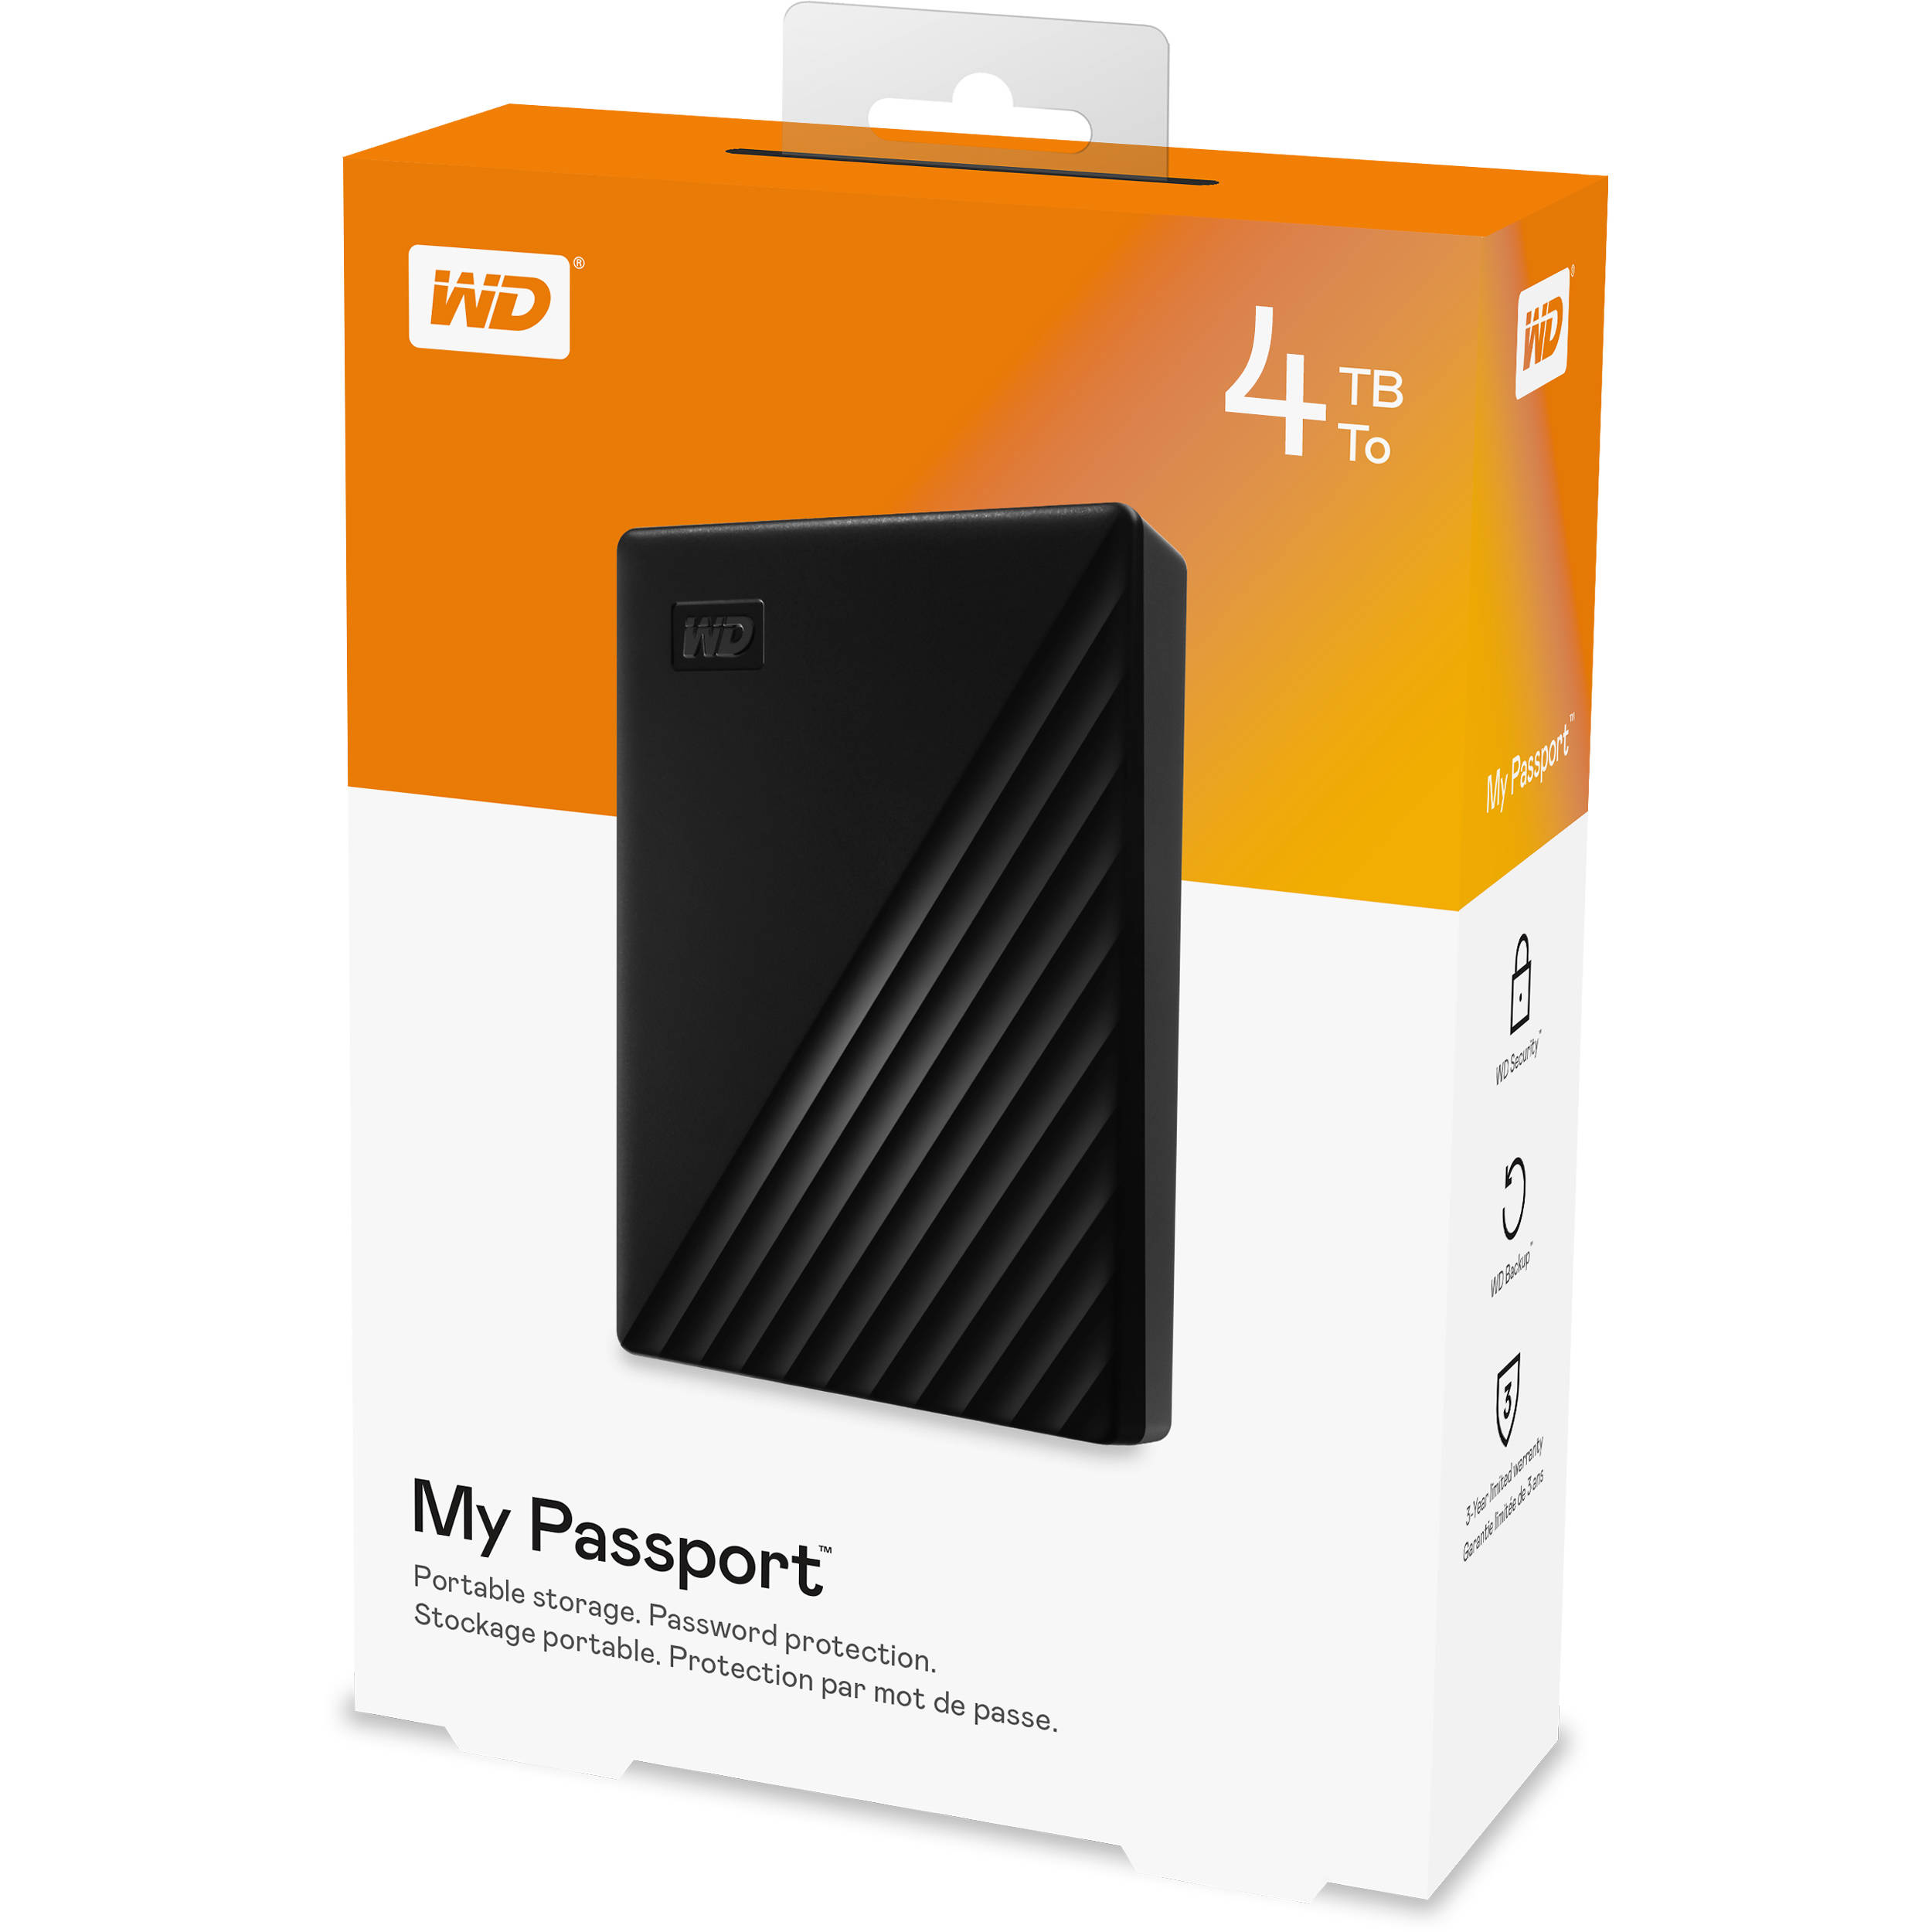 WD®
4 TB
To
WD
My Passport™
Portable storage. Password protection.
Stockage portable. Protection par mot de passe.
WD®
My Passport™
WD Security™
WD Backup™
3
3-Year limited warranty
Garantie limitée de 3 ans